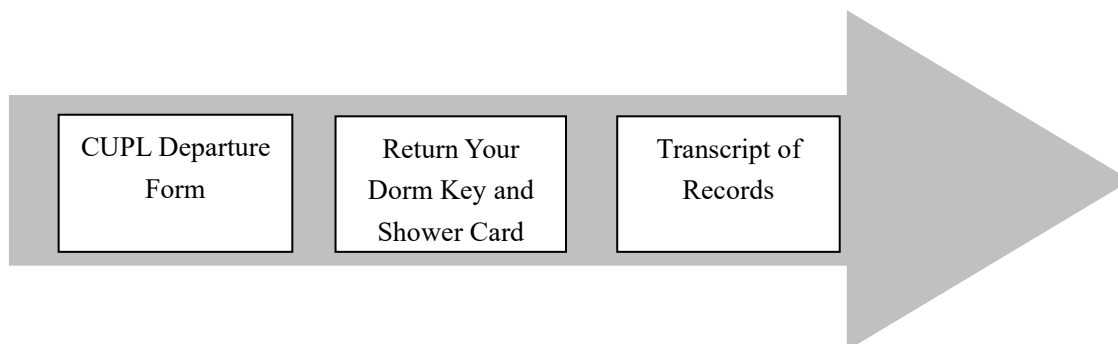 CUPL Departure
Form
Return Your
Dorm Key and
Shower Card
Transcript of
Records